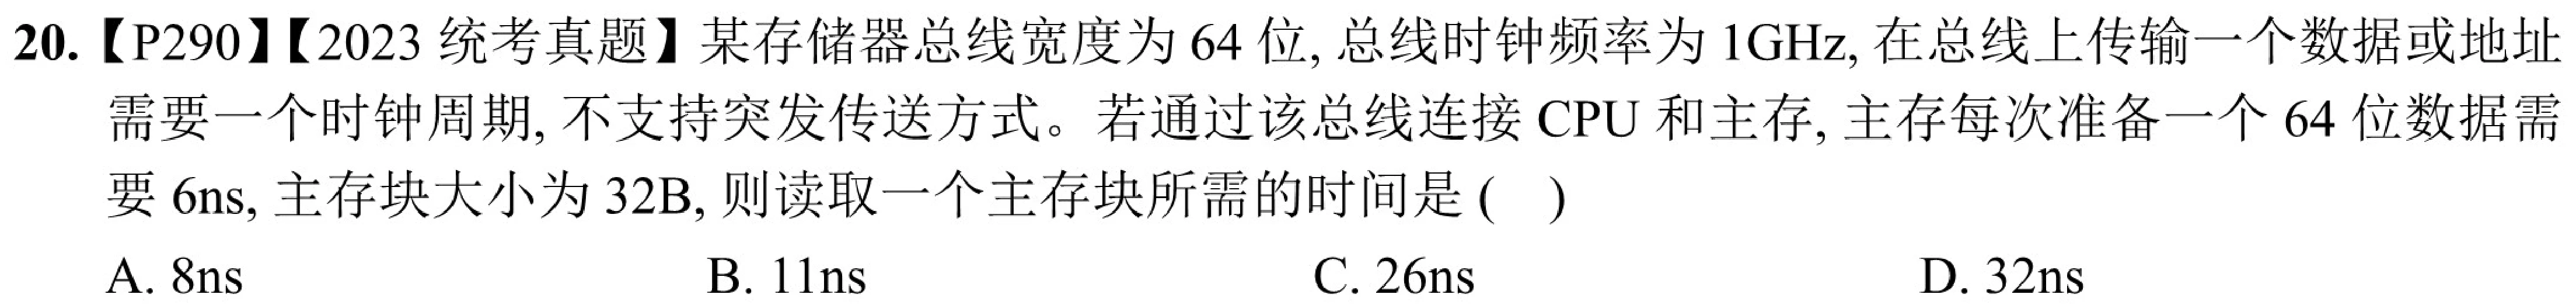 20.【P290】【2023 统考真题】某存储器总线宽度为 64 位, 总线时钟频率为 1GHz, 在总线上传输一个数据或地址
需要一个时钟周期, 不支持突发传送方式。若通过该总线连接 CPU 和主存, 主存每次准备一个 64 位数据需
要 6ns, 主存块大小为 32B, 则读取一个主存块所需的时间是 ( )
A. 8ns B. 11ns C. 26ns D. 32ns